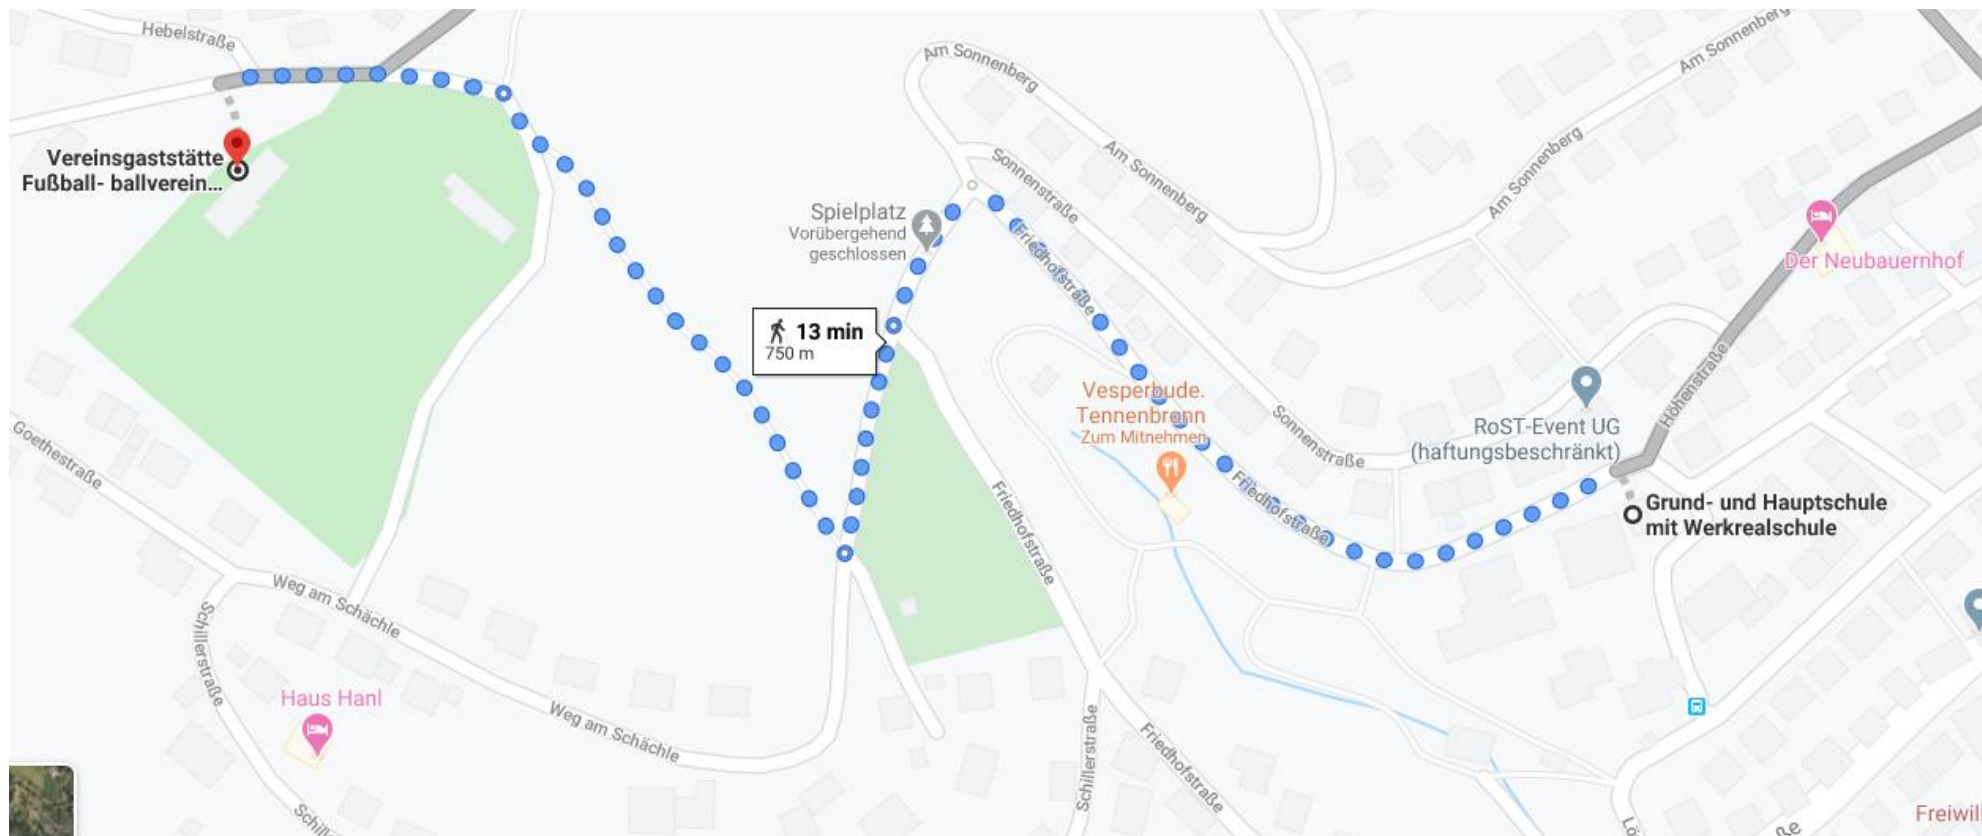 Hebelstraße
Vereinsgaststätte
Fußball- ballverein...
Am Sonnenberg
Am Sonnenberg
Am Sonnenberg
Am Sonnenberg
Sonnenstraße
Spielplatz
Vorübergehend
geschlossen
Friedhofstraße
Der Neubauernhof
13 min
750 m
Vesperbude.
Tennenbronn
Zum Mitnehmen
Sonnenstraße
RoST-Event UG
(haftungsbeschränkt)
Höhenstraße
Goethestraße
Friedhofstraße
Friedhofstraße
Grund- und Hauptschule
mit Werkrealschule
Weg am Schächle
Schillerstraße
Haus Hanl
Weg am Schächle
Schillerstraße
Friedhofstraße
Schill
Freiwil
Lö